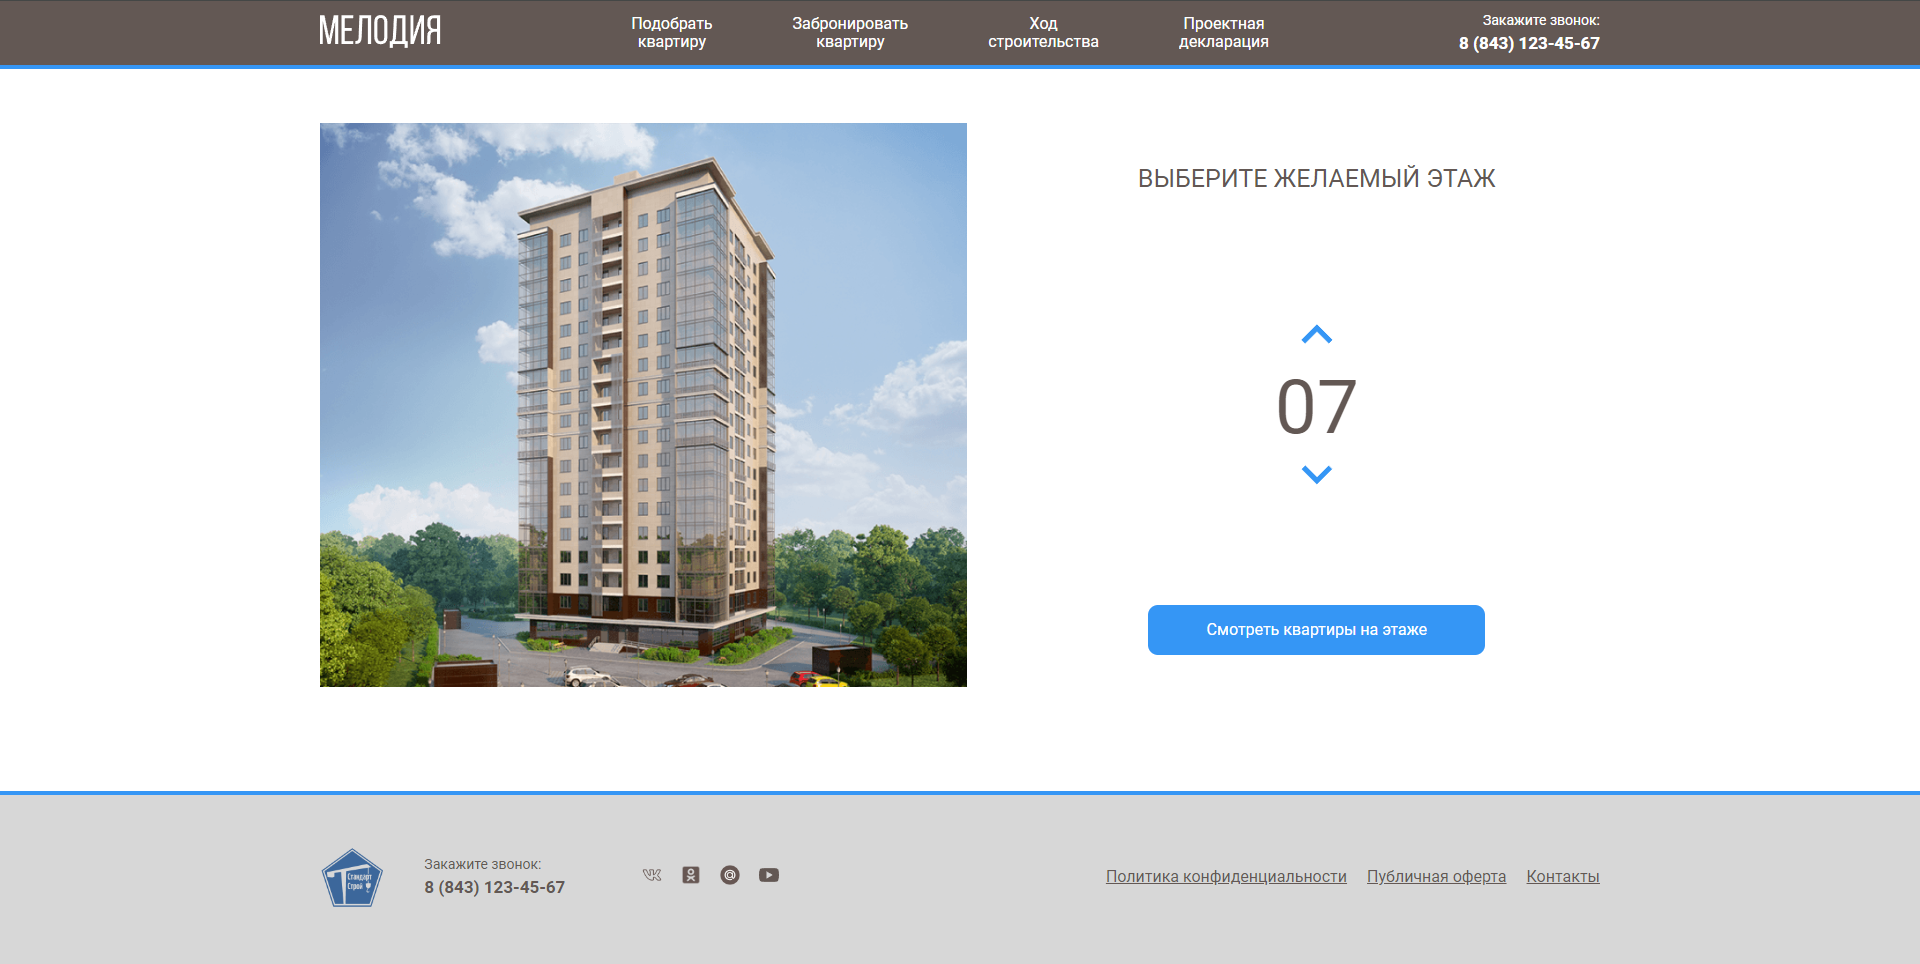 МЕЛОДИЯ
Подобрать
квартиру
Забронировать
квартиру
Ход
строительства
Проектная
декларация
Закажите звонок:
8 (843) 123-45-67
ВЫБЕРИТЕ ЖЕЛАЕМЫЙ ЭТАЖ
07
Смотреть квартиры на этаже
Стандарт
Строй
Закажите звонок:
8 (843) 123-45-67
Политика конфиденциальности
Публичная оферта
Контакты